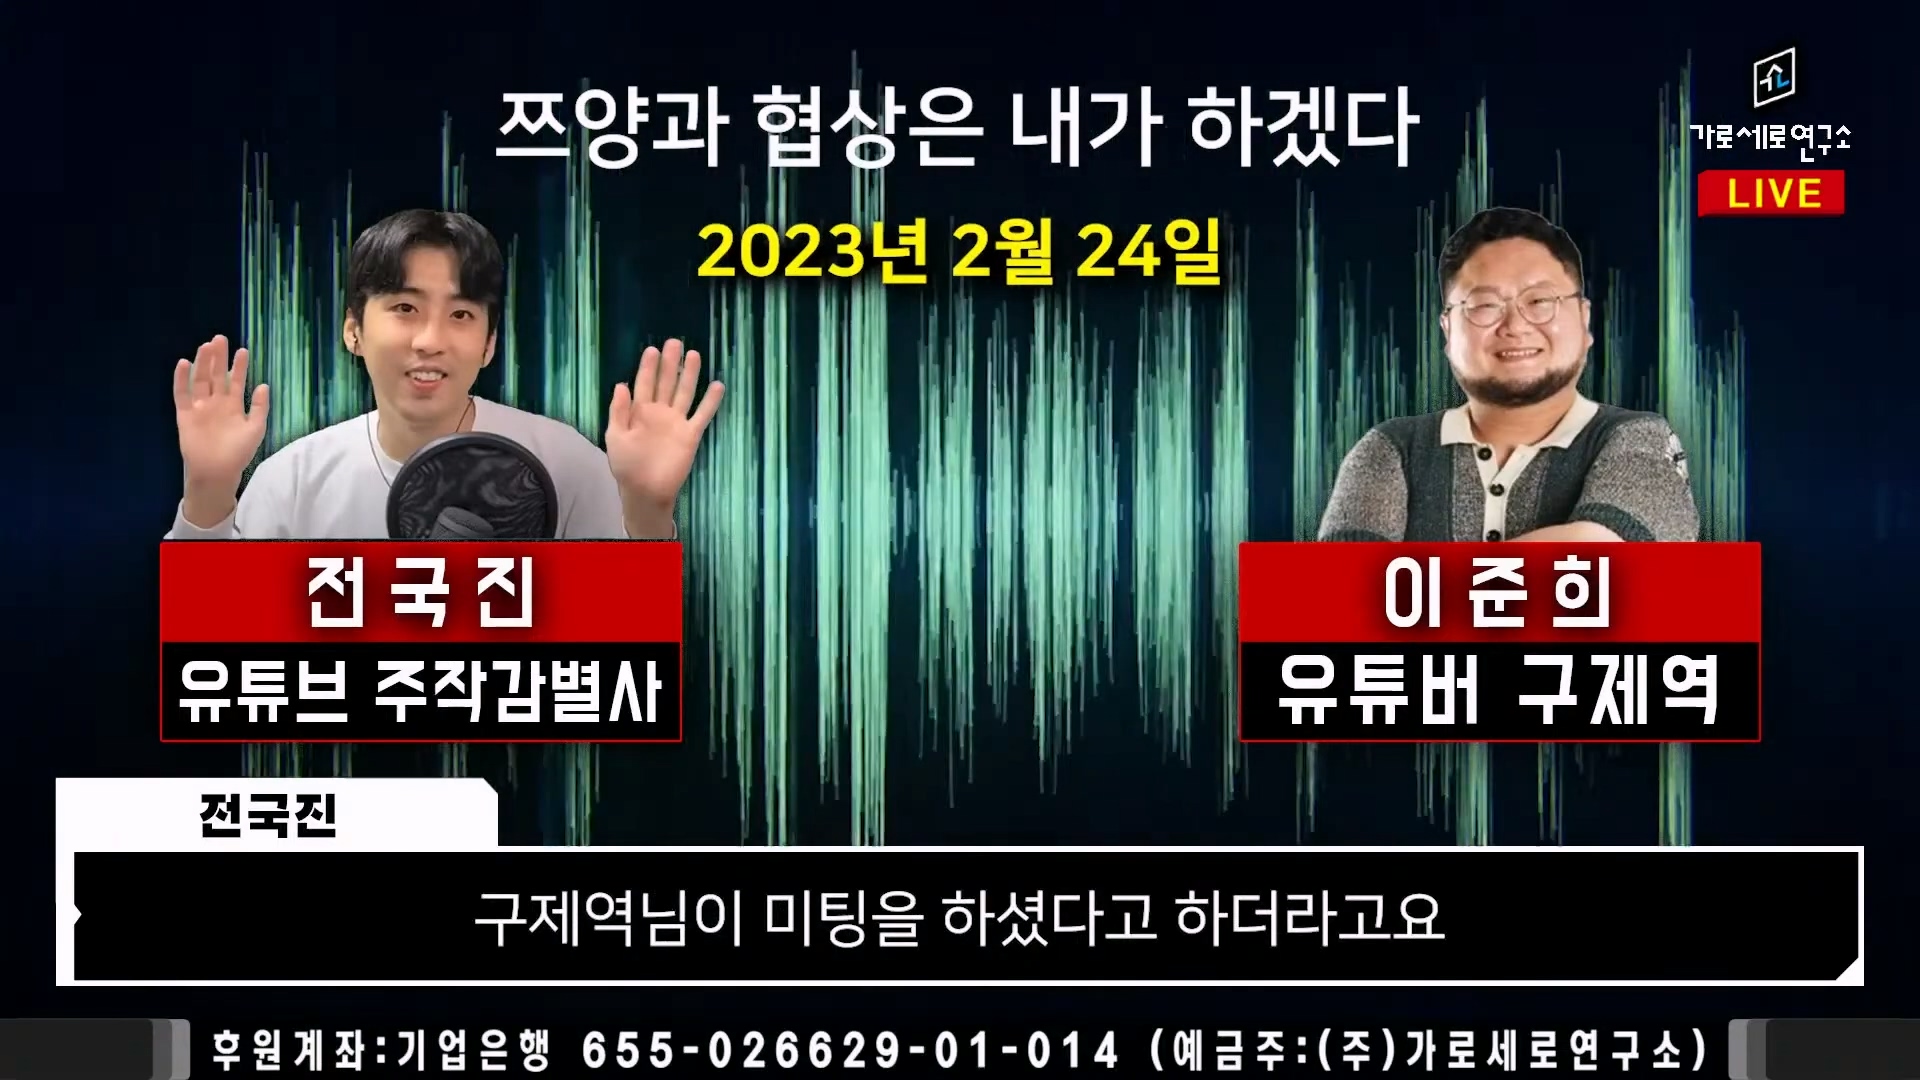 쯔양과 협상은 내가 하겠다
2023년 2월 24일
가로세로연구소
LIVE
전국진
유튜브 주작감별사
이준희
유튜버 구제역
전국진
구제역님이 미팅을 하셨다고 하더라고요
후원계좌:기업은행 655-026629-01-014 (예금주:(주)가로세로연구소)